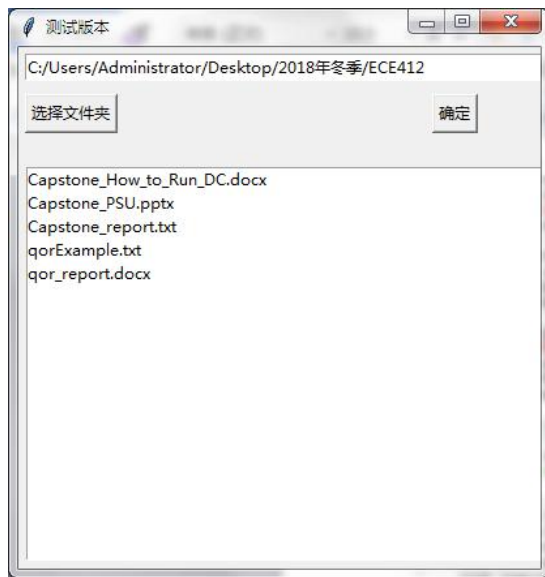 测试版本
C:/Users/Administrator/Desktop/2018年冬季/ECE412
选择文件夹
确定
Capstone_How_to_Run_DC.docx
Capstone_PSU.pptx
Capstone_report.txt
qorExample.txt
qor_report.docx